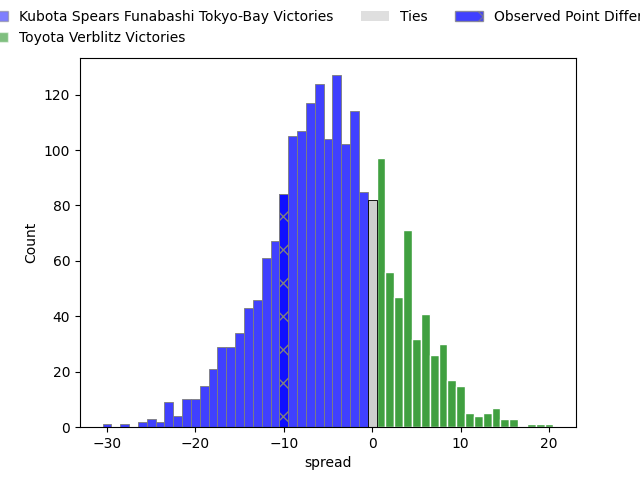 Kubota Spears Funabashi Tokyo-Bay Victories Ties Observed Point
Toyota Verblitz Victories
120
100
80
60
40
20
0
Count
−30 −20 −10 0 10 20
spread